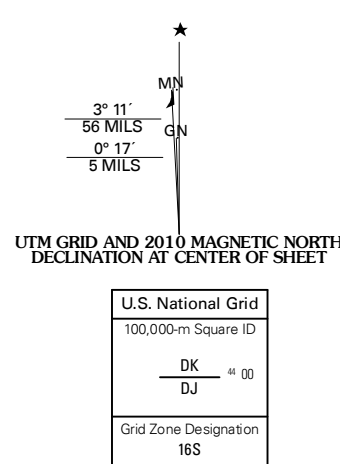 ★
MN
3° 11´
56 MILS
GN
0° 17´
5 MILS
UTM GRID AND 2010 MAGNETIC NORTH
DECLINATION AT CENTER OF SHEET
U.S. National Grid
100,000-m Square ID
DK
44 00
DJ
Grid Zone Designation
16S